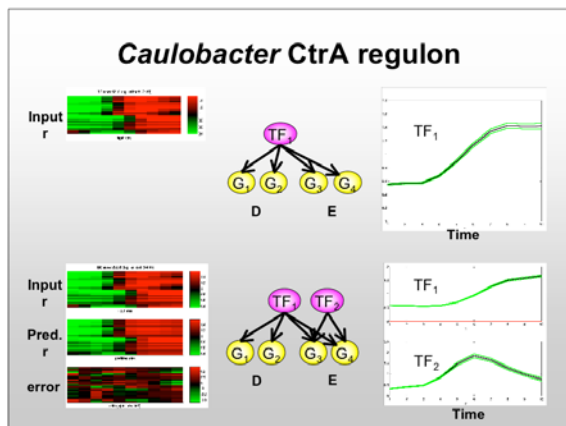 Caulobacter CtrA regulon
Input
r
TF1
G1 G2 G3 G4
D E
TF1
Time
Input
r
Pred.
r
error
TF1 TF2
G1 G2 G3 G4
D E
TF1
TF2
Time